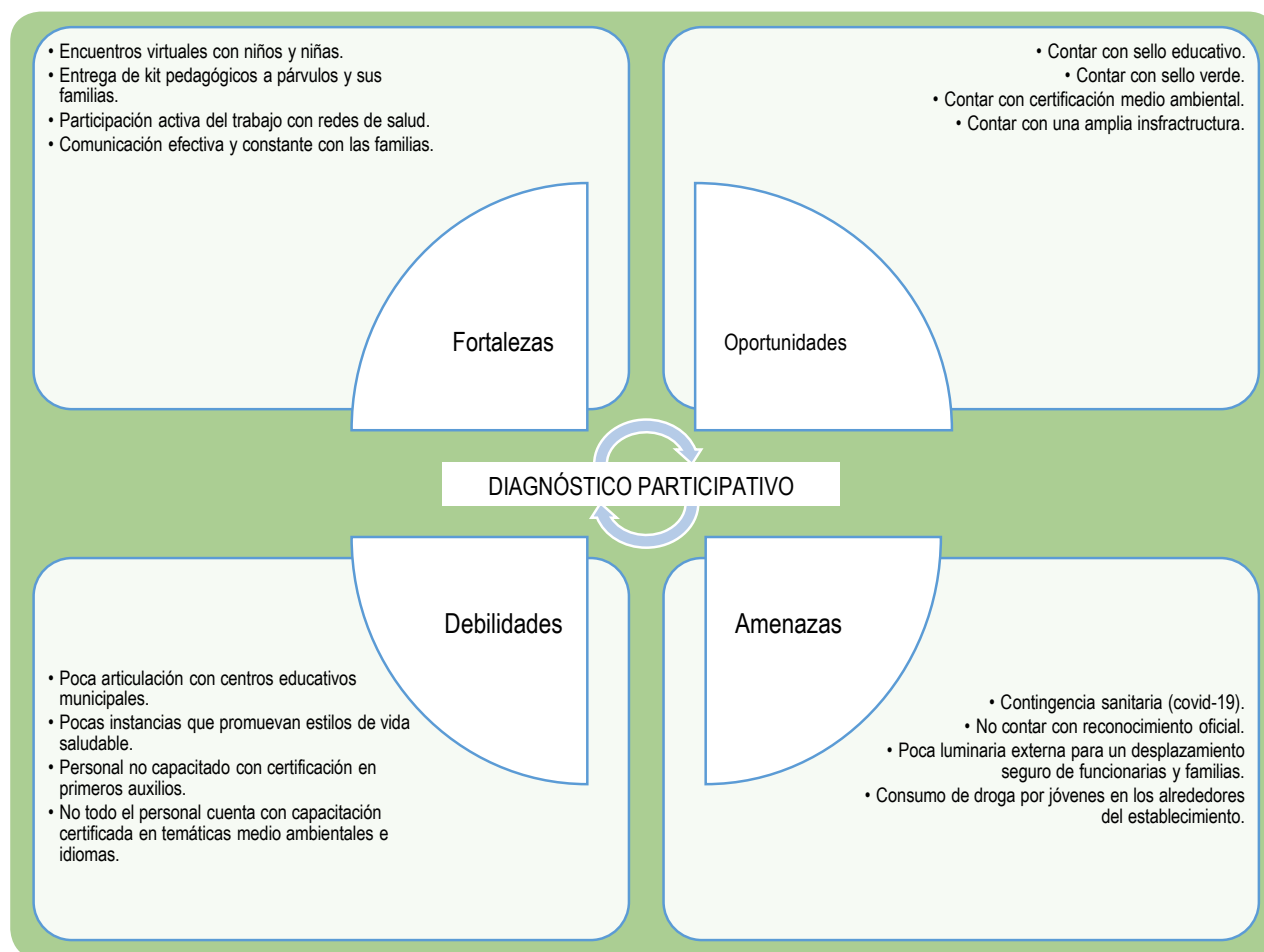 • Encuentros virtuales con niños y niñas.
• Entrega de kit pedagógicos a párvulos y sus
familias.
• Participación activa del trabajo con redes de salud.
• Comunicación efectiva y constante con las familias.
• Contar con sello educativo.
• Contar con sello verde.
• Contar con certificación medio ambiental.
• Contar con una amplia insfractructura.
Fortalezas
Oportunidades
DIAGNÓSTICO PARTICIPATIVO
Debilidades
Amenazas
• Poca articulación con centros educativos
municipales.
• Pocas instancias que promuevan estilos de vida
saludable.
• Personal no capacitado con certificación en
primeros auxilios.
• No todo el personal cuenta con capacitación
certificada en temáticas medio ambientales e
idiomas.
• Contingencia sanitaria (covid-19).
• No contar con reconocimiento oficial.
• Poca luminaria externa para un desplazamiento
seguro de funcionarias y familias.
• Consumo de droga por jóvenes en los alrededores
del establecimiento.